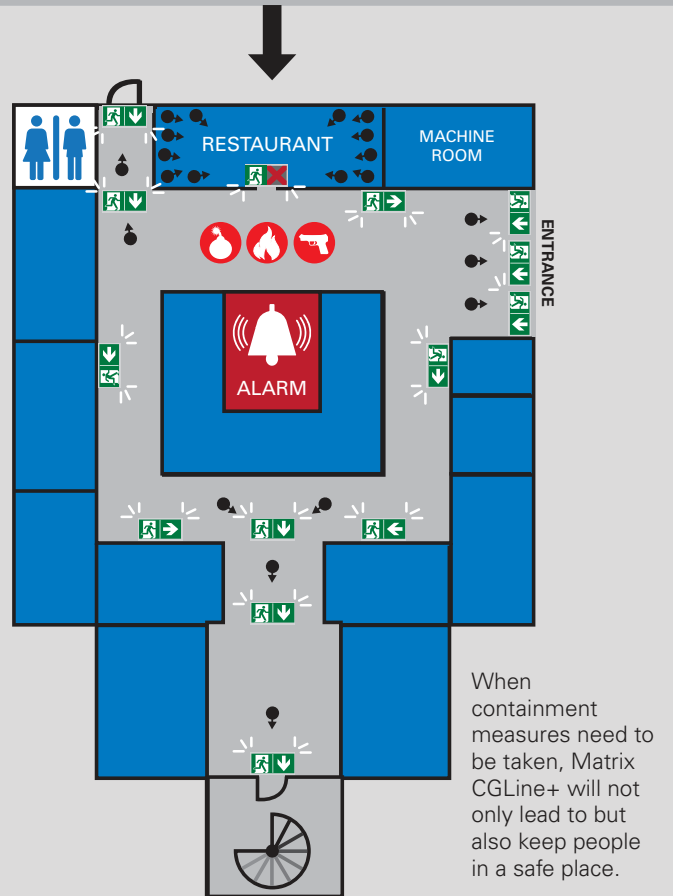 RESTAURANT
MACHINE
ROOM
ENTRANCE
ALARM
When
containment
measures need to
be taken, Matrix
CGLine+ will not
only lead to but
also keep people
in a safe place.